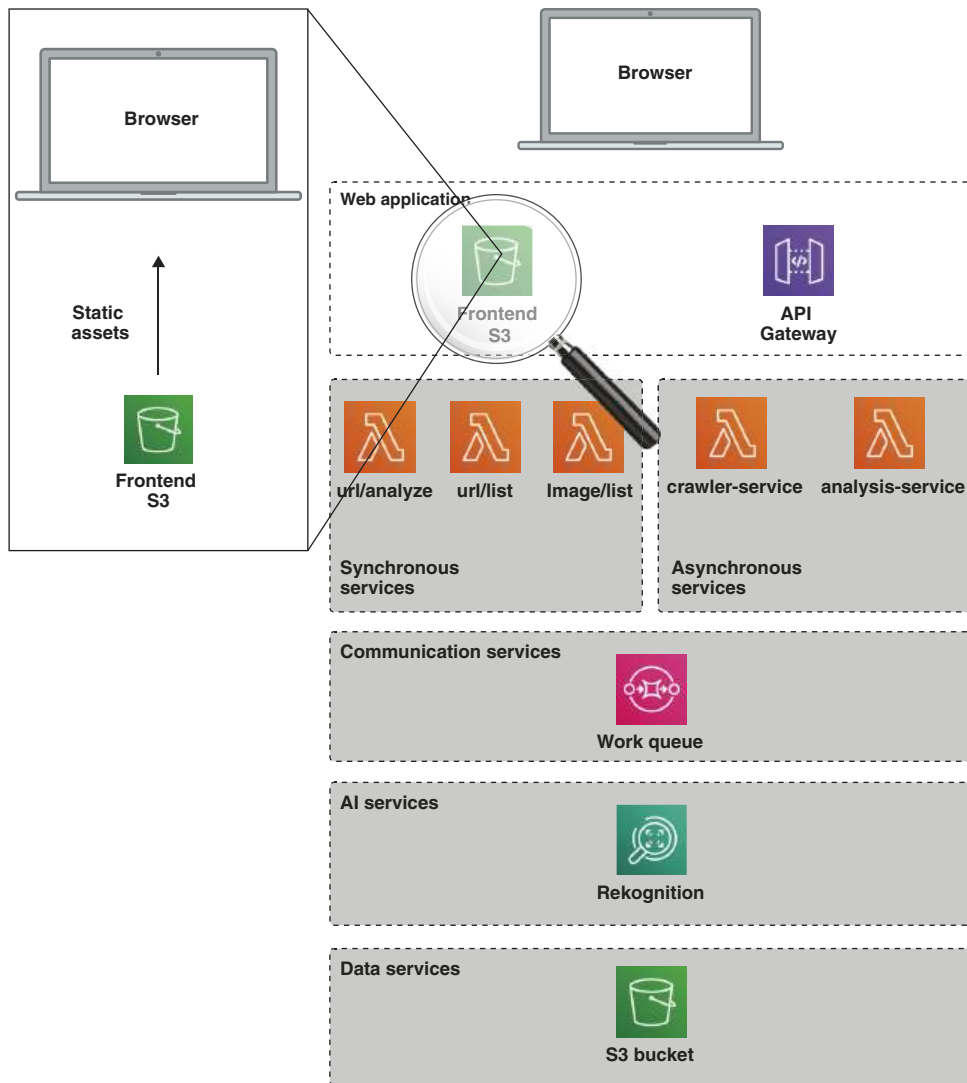 Browser
Static
assets
Frontend
S3
Browser
Web application
Frontend
S3
API
Gateway
url/analyze
url/list
Image/list
Synchronous
services
crawler-service
analysis-service
Asynchronous
services
Communication services
Work queue
AI services
Rekognition
Data services
S3 bucket